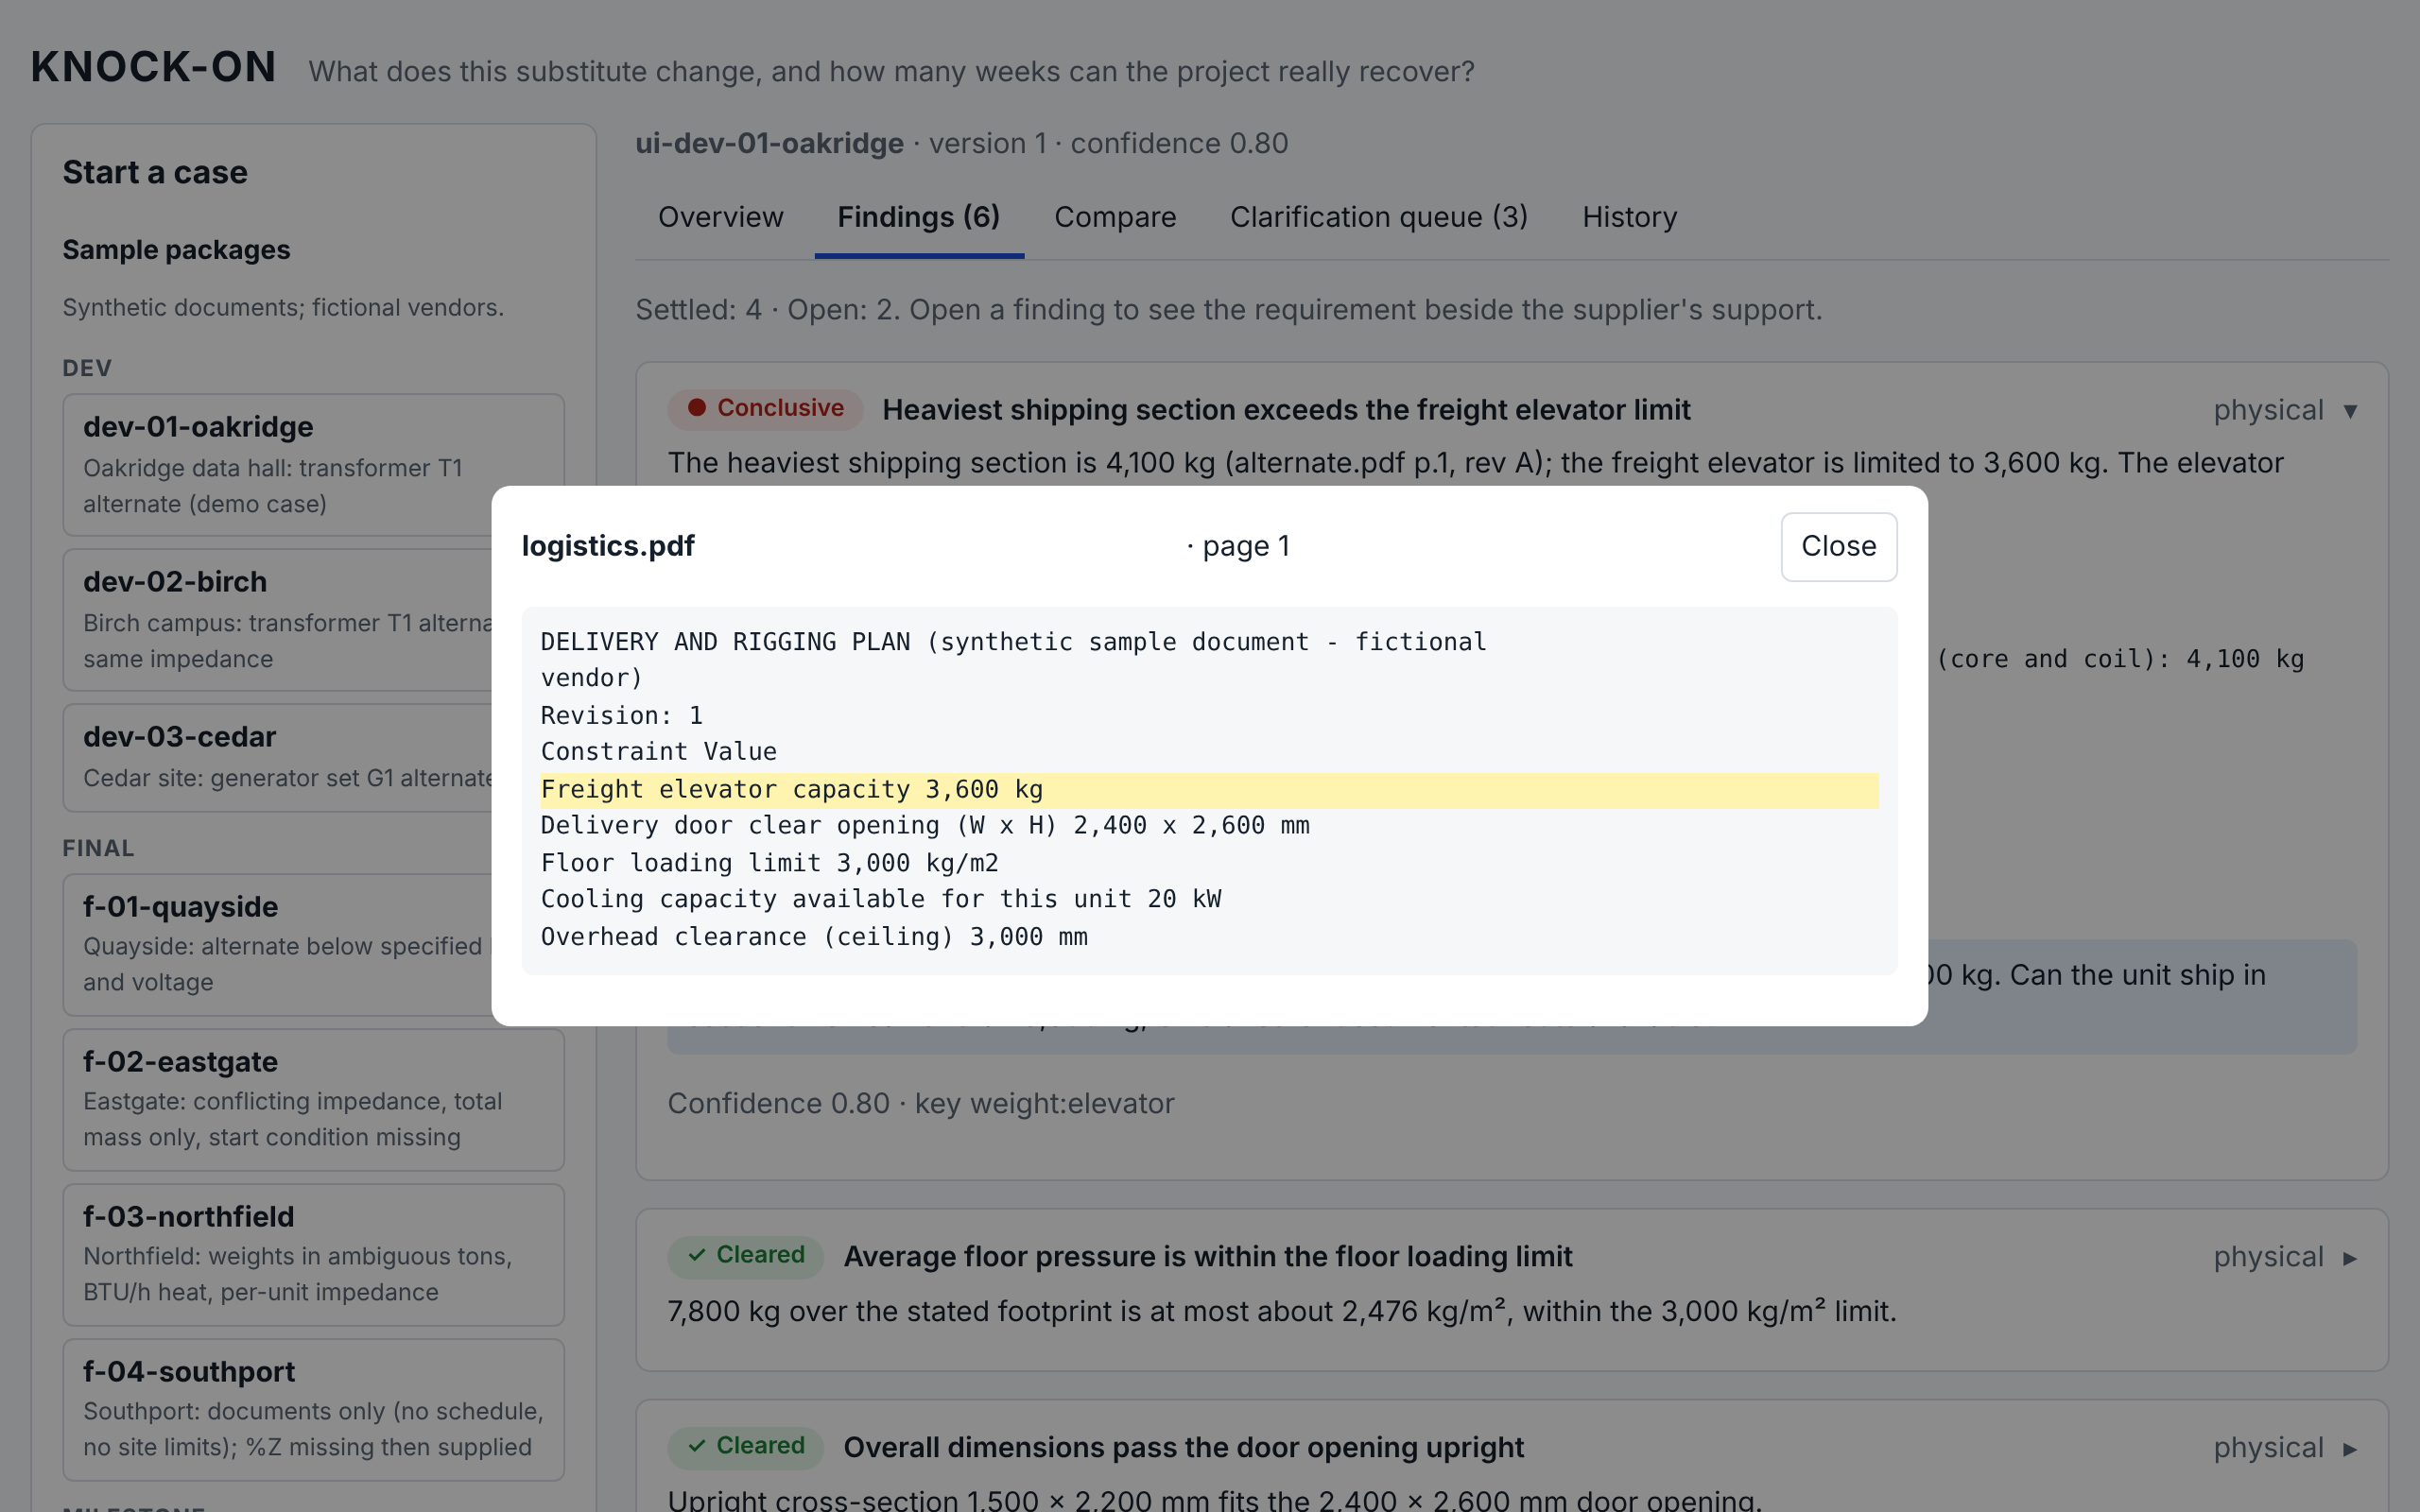 KNOCK-ON
What does this substitute change, and how many weeks can the project really recover?
Start a case
Sample packages
Synthetic documents; fictional vendors.
DEV
dev-01-oakridge
Oakridge data hall: transformer T1
alternate (demo case)
dev-02-birch
Birch campus: transformer T1
same impedance
dev-03-cedar
Cedar site: generator set G1 alternate
FINAL
f-01-quayside
Quayside: alternate below specified
and voltage
f-02-eastgate
Eastgate: conflicting impedance, total
mass only, start condition missing
f-03-northfield
Northfield: weights in ambiguous tons,
BTU/h heat, per-unit impedance
f-04-southport
Southport: documents only (no schedule,
no site limits); %Z missing then supplied
ui-dev-01-oakridge · version 1 · confidence 0.80
Overview
Findings (6)
Compare
Clarification queue (3)
History
Settled: 4 · Open: 2. Open a finding to see the requirement beside the supplier's support.
Conclusive
Heaviest shipping section exceeds the freight elevator limit
physical ▼
The heaviest shipping section is 4,100 kg (alternate.pdf p.1, rev A); the freight elevator is limited to 3,600 kg. The elevator
logistics.pdf
· page 1
Close
DELIVERY AND RIGGING PLAN (synthetic sample document - fictional
vendor)
Revision: 1
Constraint Value
Freight elevator capacity 3,600 kg
Delivery door clear opening (W x H) 2,400 x 2,600 mm
Floor loading limit 3,000 kg/m2
Cooling capacity available for this unit 20 kW
Overhead clearance (ceiling) 3,000 mm
(core and coil): 4,100 kg
kg. Can the unit ship in
Confidence 0.80 · key weight:elevator
✓ Cleared
Average floor pressure is within the floor loading limit
physical ▶
7,800 kg over the stated footprint is at most about 2,476 kg/m², within the 3,000 kg/m² limit.
✓ Cleared
Overall dimensions pass the door opening upright
physical ▶
Upright cross-section 1,500 × 2,200 mm fits the 2,400 × 2,600 mm door opening.